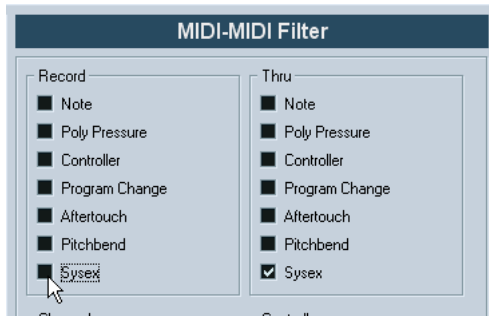 MIDI-MIDI Filter
Record
Note
Poly Pressure
Controller
Program Change
Aftertouch
Pitchbend
Sysex
Thru
Note
Poly Pressure
Controller
Program Change
Aftertouch
Pitchbend
Sysex